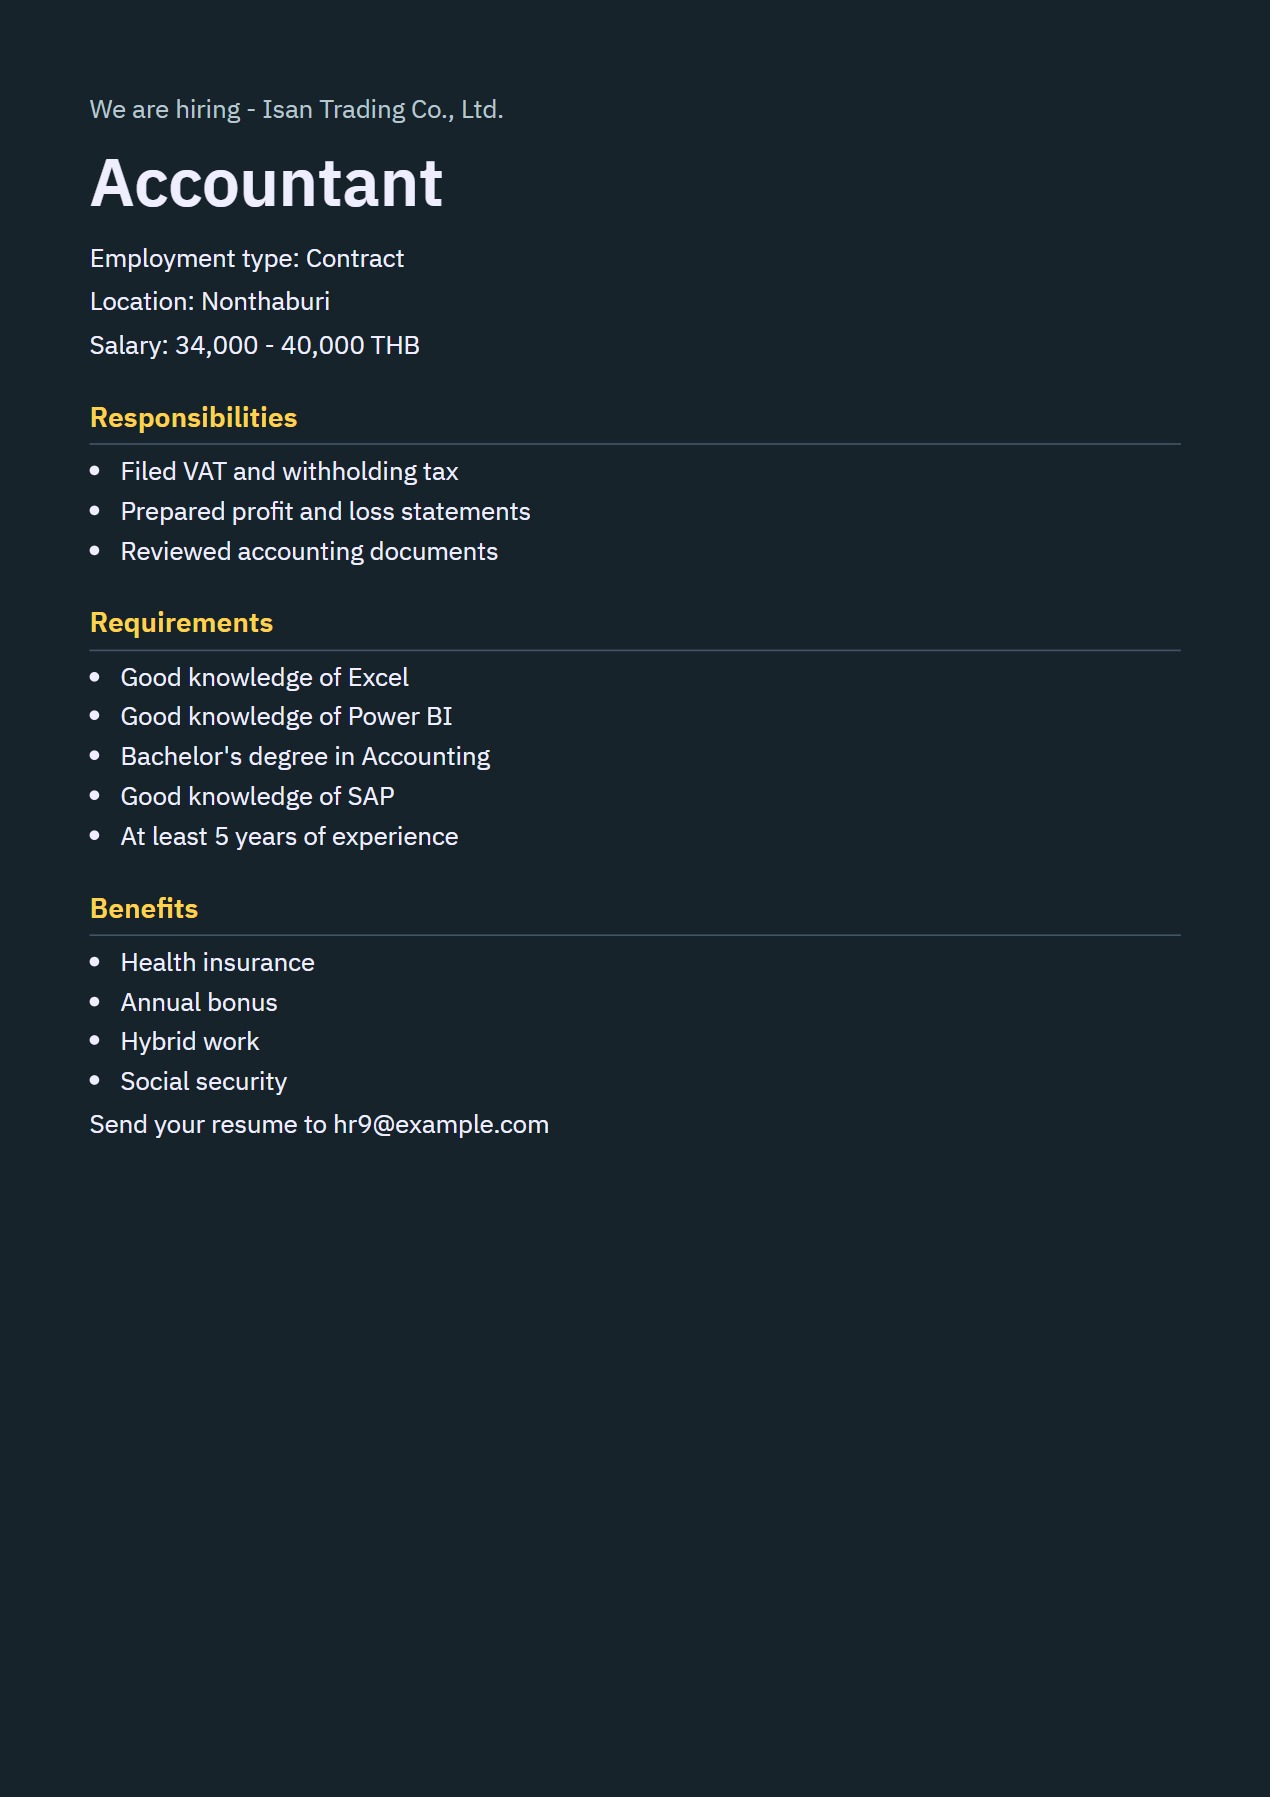 We are hiring - Isan Trading Co., Ltd.
Accountant
Employment type: Contract
Location: Nonthaburi
Salary: 34,000 - 40,000 THB
Responsibilities
• Filed VAT and withholding tax
• Prepared profit and loss statements
• Reviewed accounting documents
Requirements
• Good knowledge of Excel
• Good knowledge of Power BI
• Bachelor's degree in Accounting
• Good knowledge of SAP
• At least 5 years of experience
Benefits
• Health insurance
• Annual bonus
• Hybrid work
• Social security
Send your resume to hr9@example.com